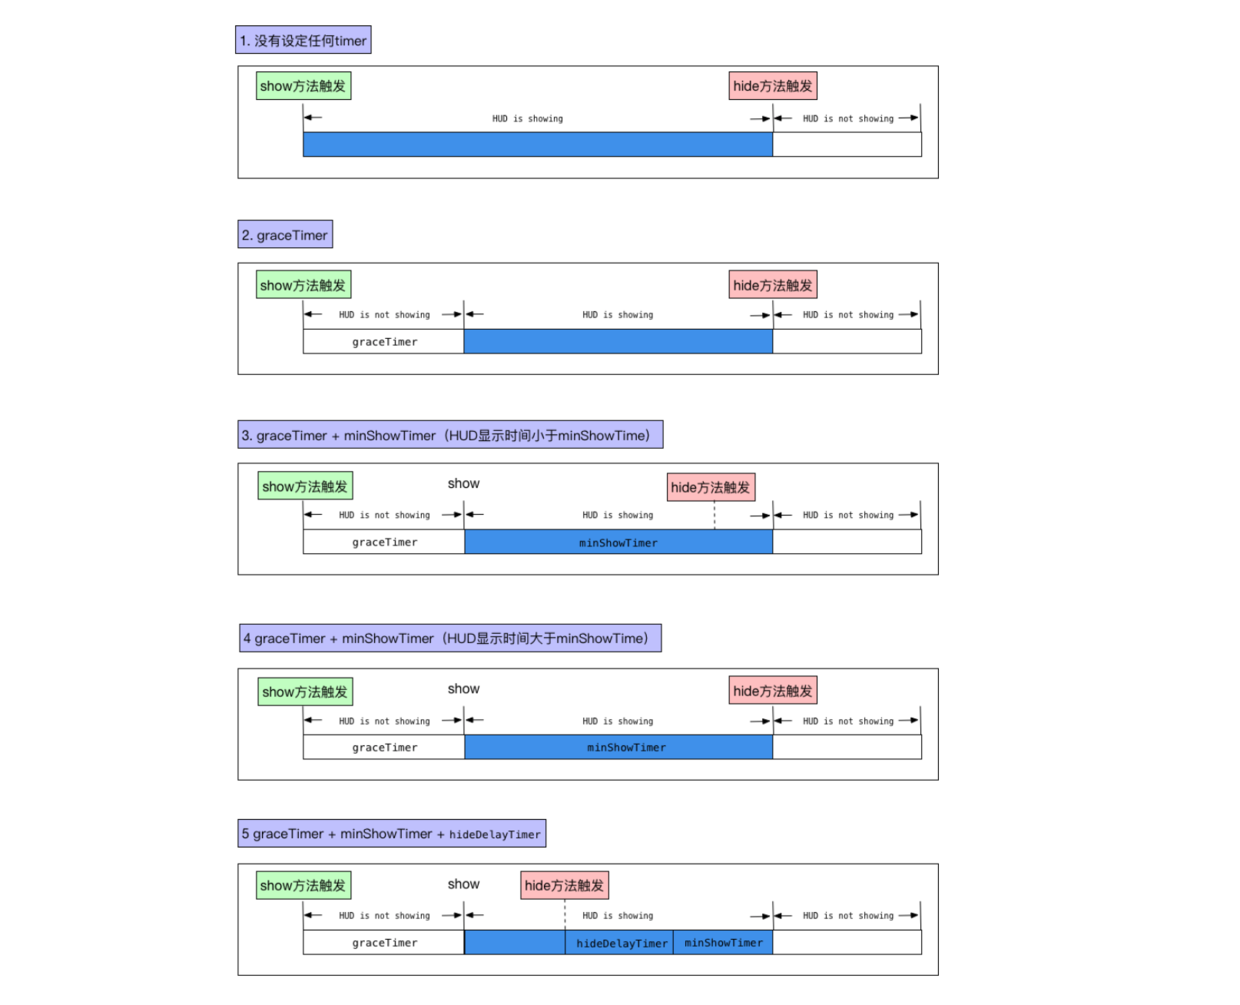 1. 没有设定任何timer
show方法触发
hide方法触发
HUD is showing
HUD is not showing
2. graceTimer
show方法触发
hide方法触发
HUD is not showing
HUD is showing
HUD is not showing
graceTimer
3. graceTimer + minShowTimer（HUD显示时间小于minShowTime）
show方法触发
show
hide方法触发
HUD is not showing
HUD is showing
HUD is not showing
graceTimer
minShowTimer
4 graceTimer + minShowTimer（HUD显示时间大于minShowTime）
show方法触发
show
hide方法触发
HUD is not showing
HUD is showing
HUD is not showing
graceTimer
minShowTimer
5 graceTimer + minShowTimer + hideDelayTimer
show方法触发
show
hide方法触发
HUD is not showing
HUD is showing
HUD is not showing
graceTimer
hideDelayTimer
minShowTimer